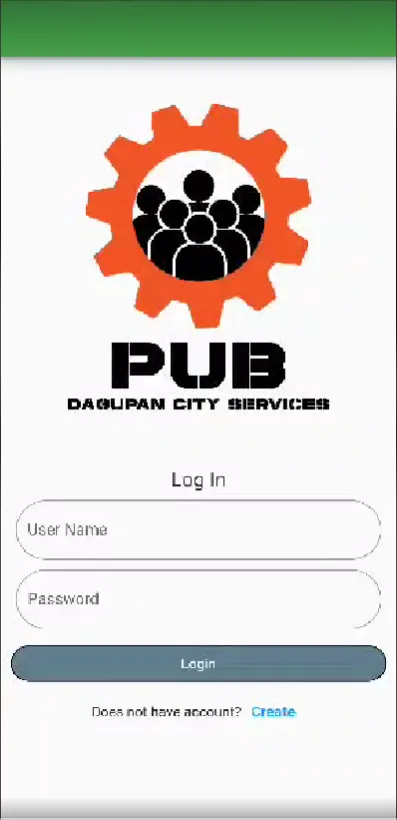 PUB
DAGUPAN CITY SERVICES
Log In
User Name
Password
Login
Does not have account? Create